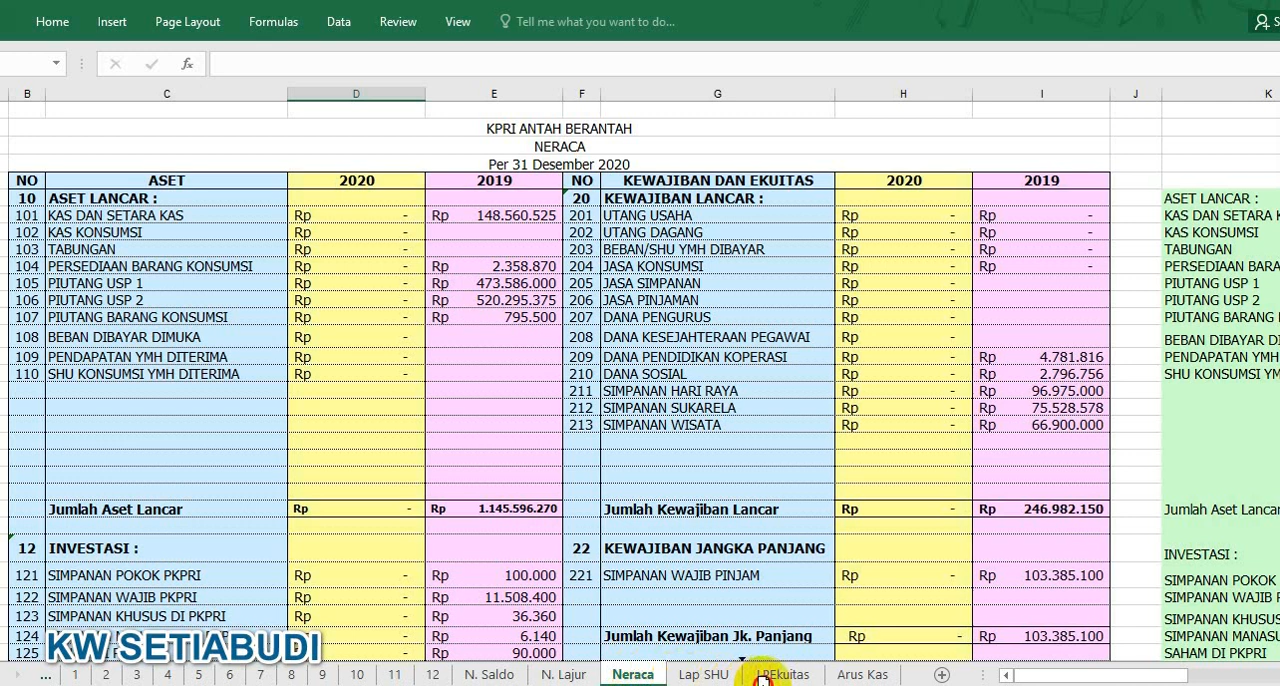 Home Insert Page Layout Formulas Data Review View Tell me what you want to do... S
fx
B C D E F G H I J K
KPRI ANTAH BERANTAH
NERACA
Per 31 Desember 2020
NO ASET 2020 2019 NO KEWAJIBAN DAN EKUITAS 2020 2019
10 ASET LANCAR : 20 KEWAJIBAN LANCAR : ASET LANCAR :
101 KAS DAN SETARA KAS Rp - Rp 148.560.525 201 UTANG USAHA Rp - Rp - KAS DAN SETARA K
102 KAS KONSUMSI Rp - 202 UTANG DAGANG Rp - Rp - KAS KONSUMSI
103 TABUNGAN Rp - 203 BEBAN/SHU YMH DIBAYAR Rp - Rp - TABUNGAN
104 PERSEDIAAN BARANG KONSUMSI Rp - Rp 2.358.870 204 JASA KONSUMSI Rp - Rp - PERSEDIAAN BARA
105 PIUTANG USP 1 Rp - Rp 473.586.000 205 JASA SIMPANAN Rp - PIUTANG USP 1
106 PIUTANG USP 2 Rp - Rp 520.295.375 206 JASA PINJAMAN Rp - PIUTANG USP 2
107 PIUTANG BARANG KONSUMSI Rp - Rp 795.500 207 DANA PENGURUS Rp - PIUTANG BARANG
108 BEBAN DIBAYAR DIMUKA Rp - 208 DANA KESEJAHTERAAN PEGAWAI Rp - BEBAN DIBAYAR DI
109 PENDAPATAN YMH DITERIMA Rp - 209 DANA PENDIDIKAN KOPERASI Rp - Rp 4.781.816 PENDAPATAN YMH
110 SHU KONSUMSI YMH DITERIMA Rp - 210 DANA SOSIAL Rp - Rp 2.796.756 SHU KONSUMSI YM
211 SIMPANAN HARI RAYA Rp - Rp 96.975.000
212 SIMPANAN SUKARELA Rp - Rp 75.528.578
213 SIMPANAN WISATA Rp - Rp 66.900.000
Jumlah Aset Lancar Rp - Rp 1.145.596.270 Jumlah Kewajiban Lancar Rp - Rp 246.982.150 Jumlah Aset Lancar
12 INVESTASI : 22 KEWAJIBAN JANGKA PANJANG INVESTASI :
121 SIMPANAN POKOK PKPRI Rp - Rp 100.000 221 SIMPANAN WAJIB PINJAM Rp - Rp 103.385.100 SIMPANAN POKOK
122 SIMPANAN WAJIB PKPRI Rp - Rp 11.508.400 SIMPANAN WAJIB P
123 SIMPANAN KHUSUS DI PKPRI Rp - Rp 36.360 SIMPANAN KHUSUS
124 Rp - Rp 6.140 Jumlah Kewajiban Jk. Panjang Rp - Rp 103.385.100 SIMPANAN MANASU
125 Rp - Rp 90.000 SAHAM DI PKPRI
KW SETIABUDI
... 1 2 3 4 5 6 7 8 9 10 11 12 N. Saldo N. Lajur Neraca Lap SHU Arus Kas